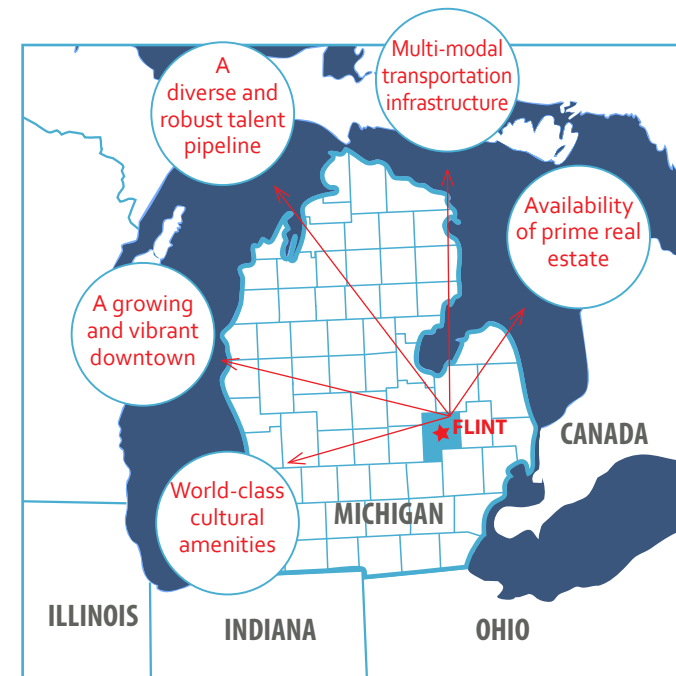 A
diverse and
robust talent
pipeline
Multi-modal
transportation
infrastructure
Availability
of prime real
estate
A growing
and vibrant
downtown
FLINT
CANADA
World-class
cultural
amenities
MICHIGAN
ILLINOIS
INDIANA
OHIO